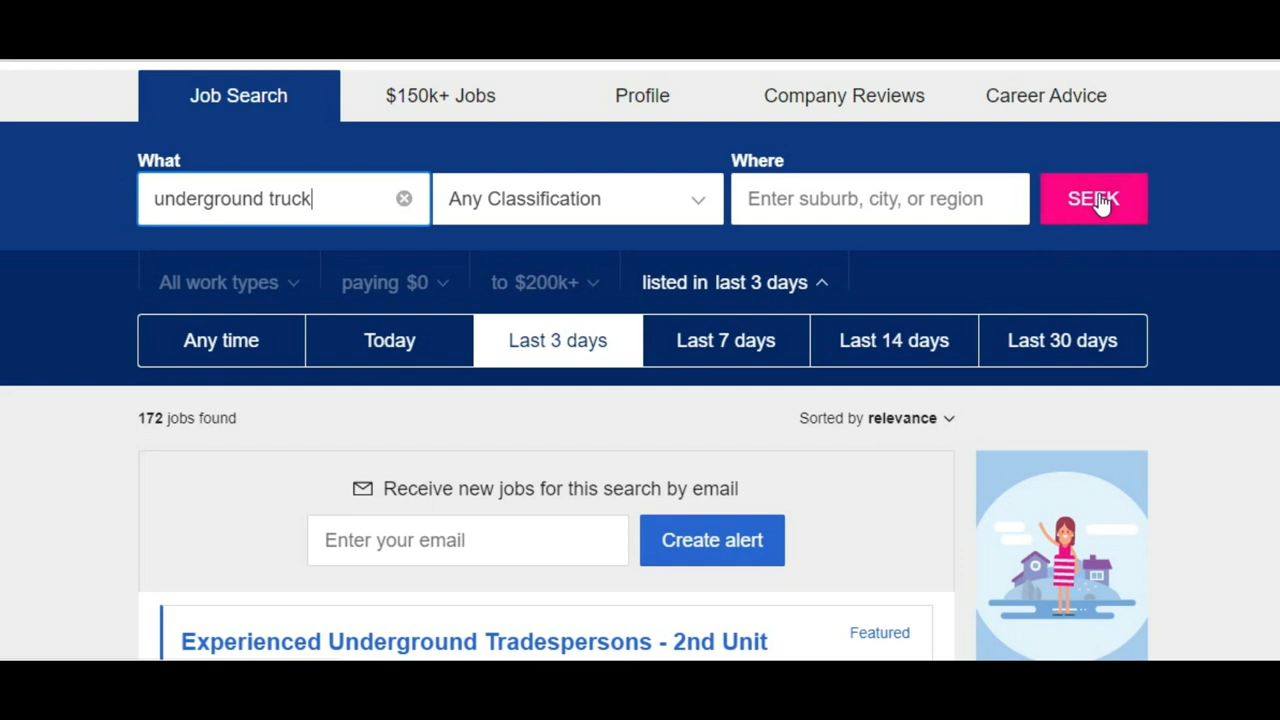 Job Search $150k+ Jobs Profile Company Reviews Career Advice
What Where
underground truck Any Classification Enter suburb, city, or region SEEK
All work types paying $0 to $200k+ listed in last 3 days
Any time Today Last 3 days Last 7 days Last 14 days Last 30 days
172 jobs found Sorted by relevance
Receive new jobs for this search by email
Enter your email Create alert
Experienced Underground Tradespersons - 2nd Unit Featured